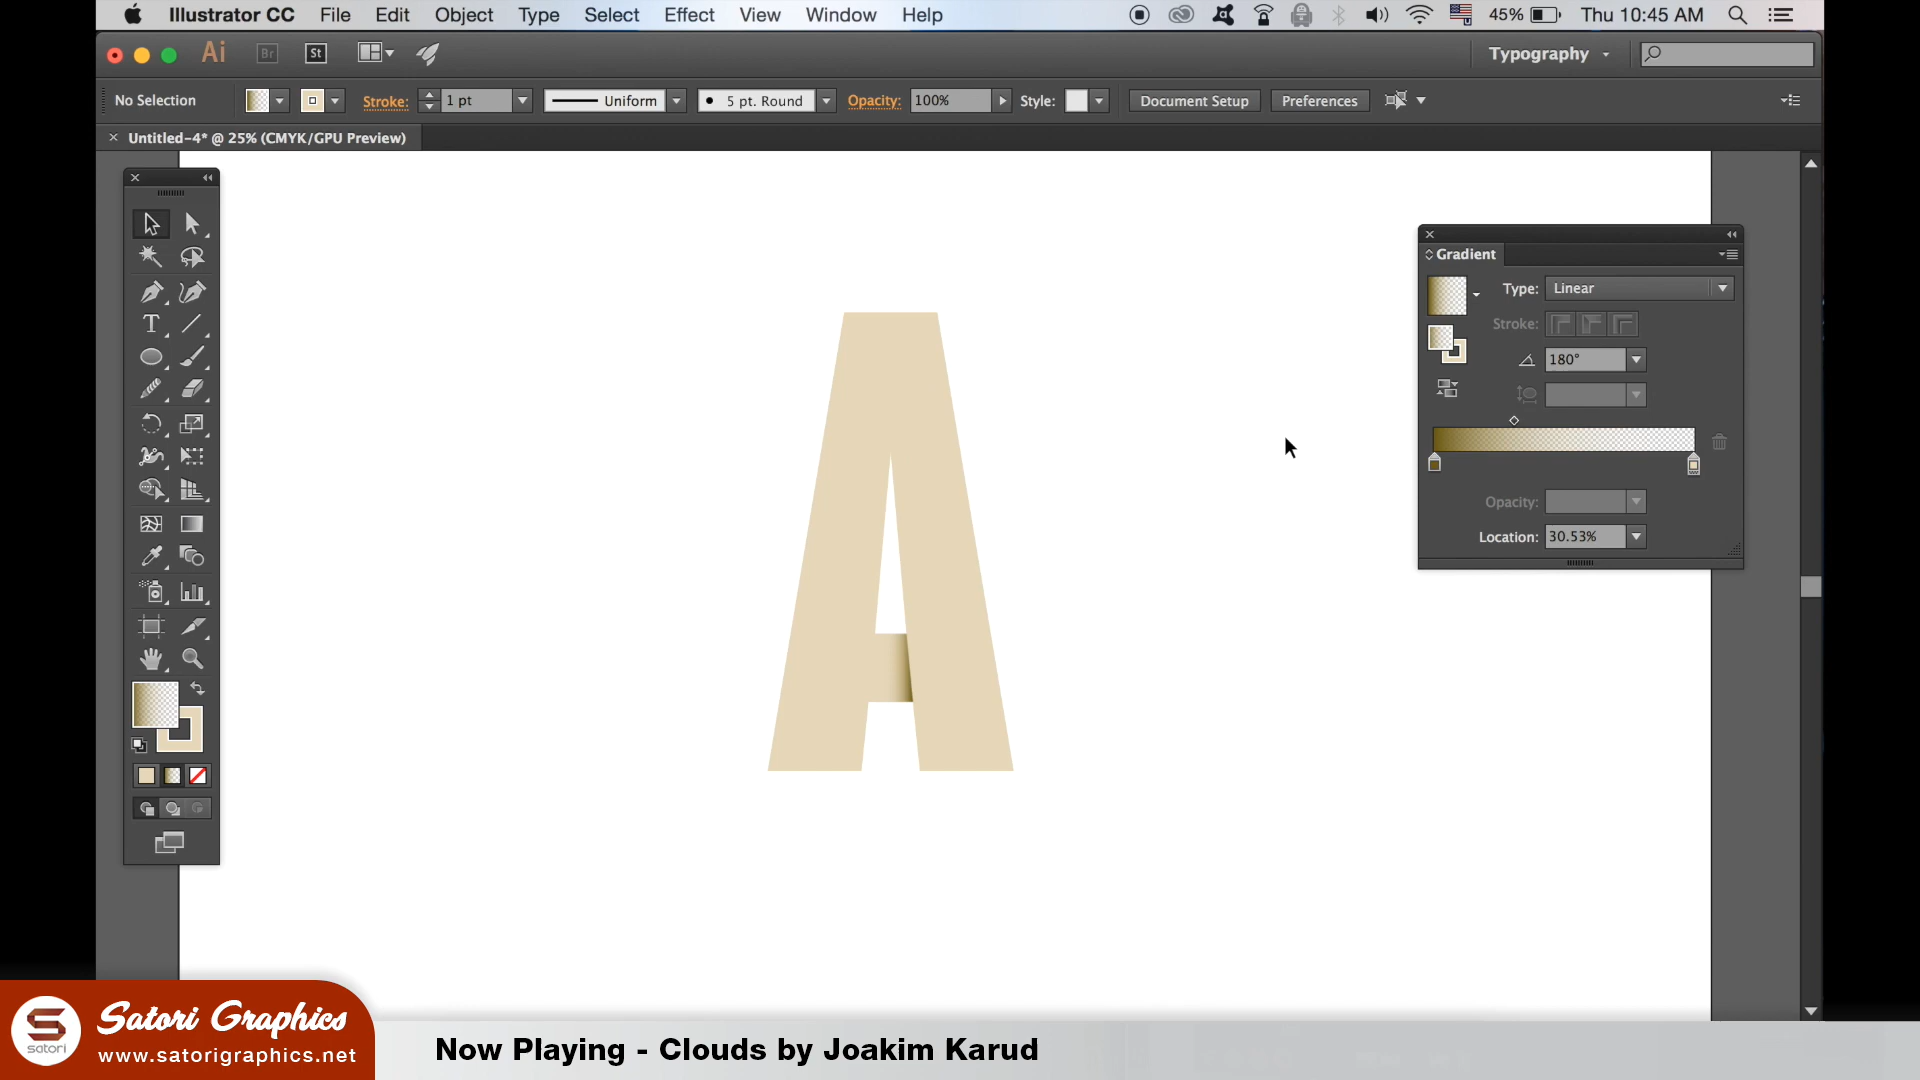 Illustrator CC File Edit Object Type Select Effect View Window Help 45% Thu 10:45 AM
Ai Br St Typography
No Selection Stroke: 1 pt Uniform 5 pt. Round Opacity: 100% Style: Document Setup Preferences
Untitled-4* @ 25% (CMYK/GPU Preview)
Gradient
Type: Linear
Stroke:
180°
Opacity:
Location: 30.53%
T
A
Satori Graphics
www.satorigraphics.net
S
satori
Now Playing - Clouds by Joakim Karud